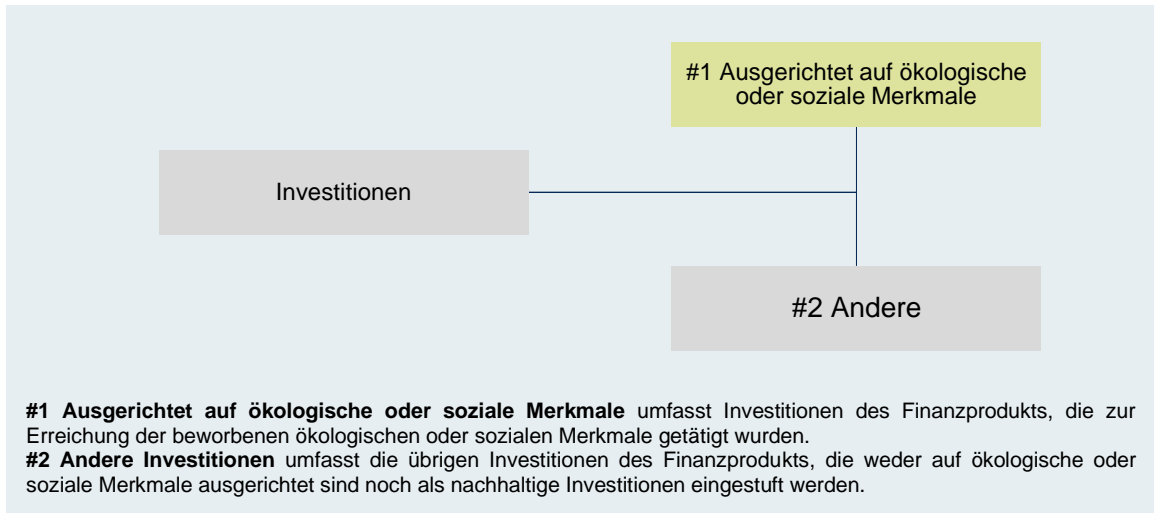 #1 Ausgerichtet auf ökologische
oder soziale Merkmale
Investitionen
#2 Andere
#1 Ausgerichtet auf ökologische oder soziale Merkmale umfasst Investitionen des Finanzprodukts, die zur
Erreichung der beworbenen ökologischen oder sozialen Merkmale getätigt wurden.
#2 Andere Investitionen umfasst die übrigen Investitionen des Finanzprodukts, die weder auf ökologische oder
soziale Merkmale ausgerichtet sind noch als nachhaltige Investitionen eingestuft werden.